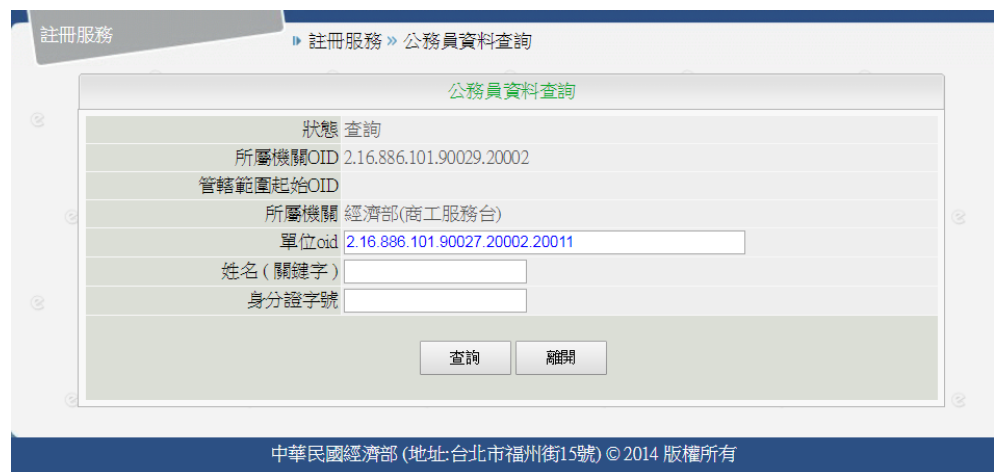 註冊服務
註冊服務 » 公務員資料查詢
公務員資料查詢
狀態 查詢
所屬機關OID 2.16.886.101.90029.20002
管轄範圍起始OID
所屬機關 經濟部(商工服務台)
單位oid 2.16.886.101.90027.20002.20011
姓名 ( 關鍵字 )
身分證字號
查詢 離開
中華民國經濟部 (地址:台北市福州街15號) © 2014 版權所有